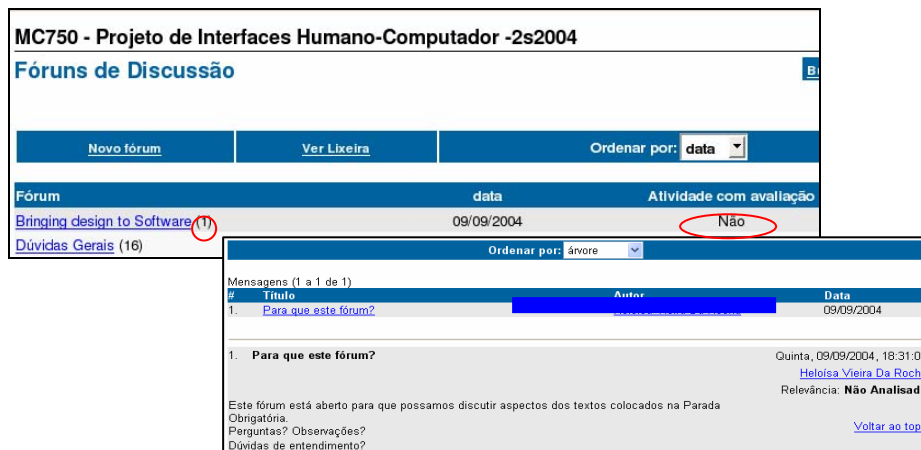 MC750 - Projeto de Interfaces Humano-Computador -2s2004
Fóruns de Discussão
Novo fórum Ver Lixeira Ordenar por: data
Fórum data Atividade com avaliação
Bringing design to Software (1) 09/09/2004 Não
Dúvidas Gerais (16)
Ordenar por: árvore
Mensagens (1 a 1 de 1)
# Título Autor Data
1. Para que este fórum? 09/09/2004
1. Para que este fórum? Quinta, 09/09/2004, 18:31:0
Heloísa Vieira Da Roch
Relevância: Não Analisad
Este fórum está aberto para que possamos discutir aspectos dos textos colocados na Parada
Obrigatória.
Perguntas? Observações? Voltar ao top
Dúvidas de entendimento?